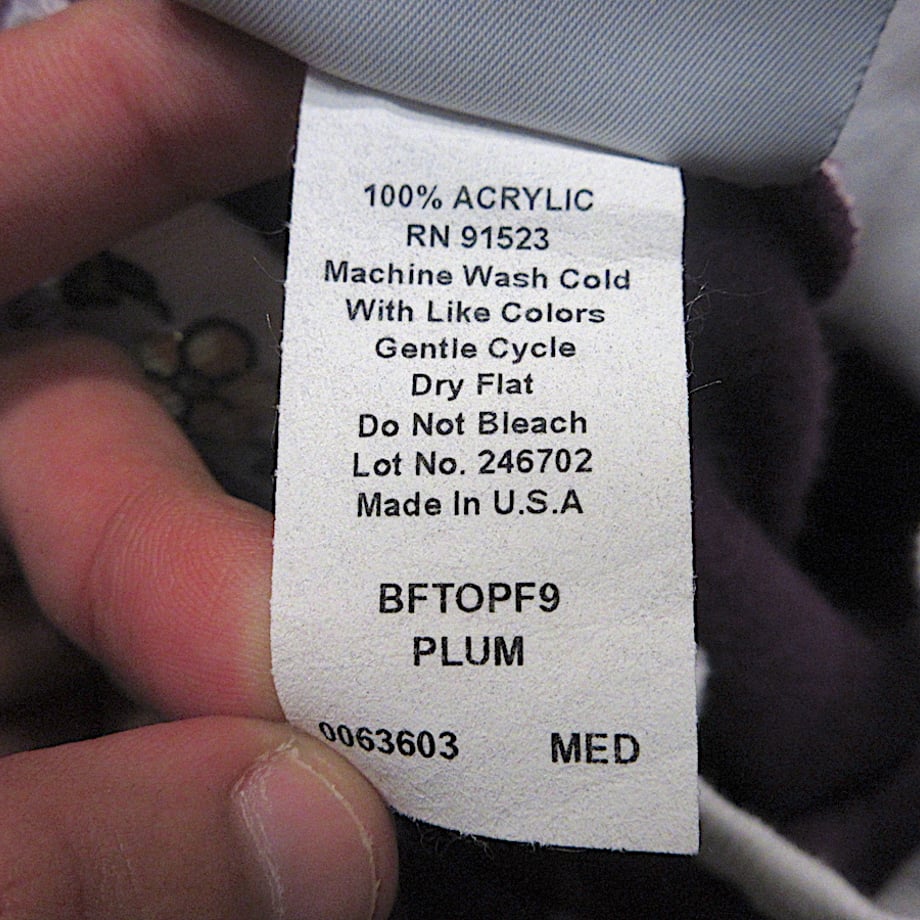 100% ACRYLIC
RN 91523
Machine Wash Cold
With Like Colors
Gentle Cycle
Dry Flat
Do Not Bleach
Lot No. 246702
Made In U.S.A
BFTOPF9
PLUM
0063603 MED